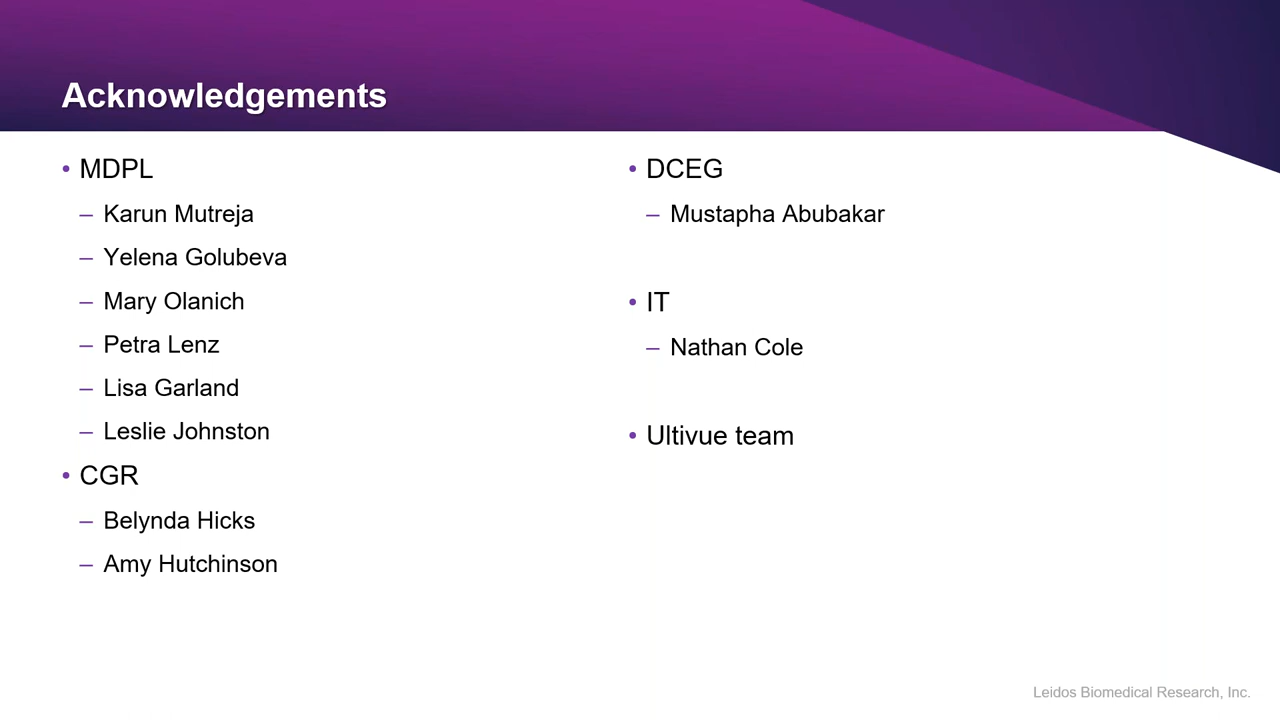 Acknowledgements
• MDPL
– Karun Mutreja
– Yelena Golubeva
– Mary Olanich
– Petra Lenz
– Lisa Garland
– Leslie Johnston
• CGR
– Belynda Hicks
– Amy Hutchinson
• DCEG
– Mustapha Abubakar
• IT
– Nathan Cole
• Ultivue team
Leidos Biomedical Research, Inc.